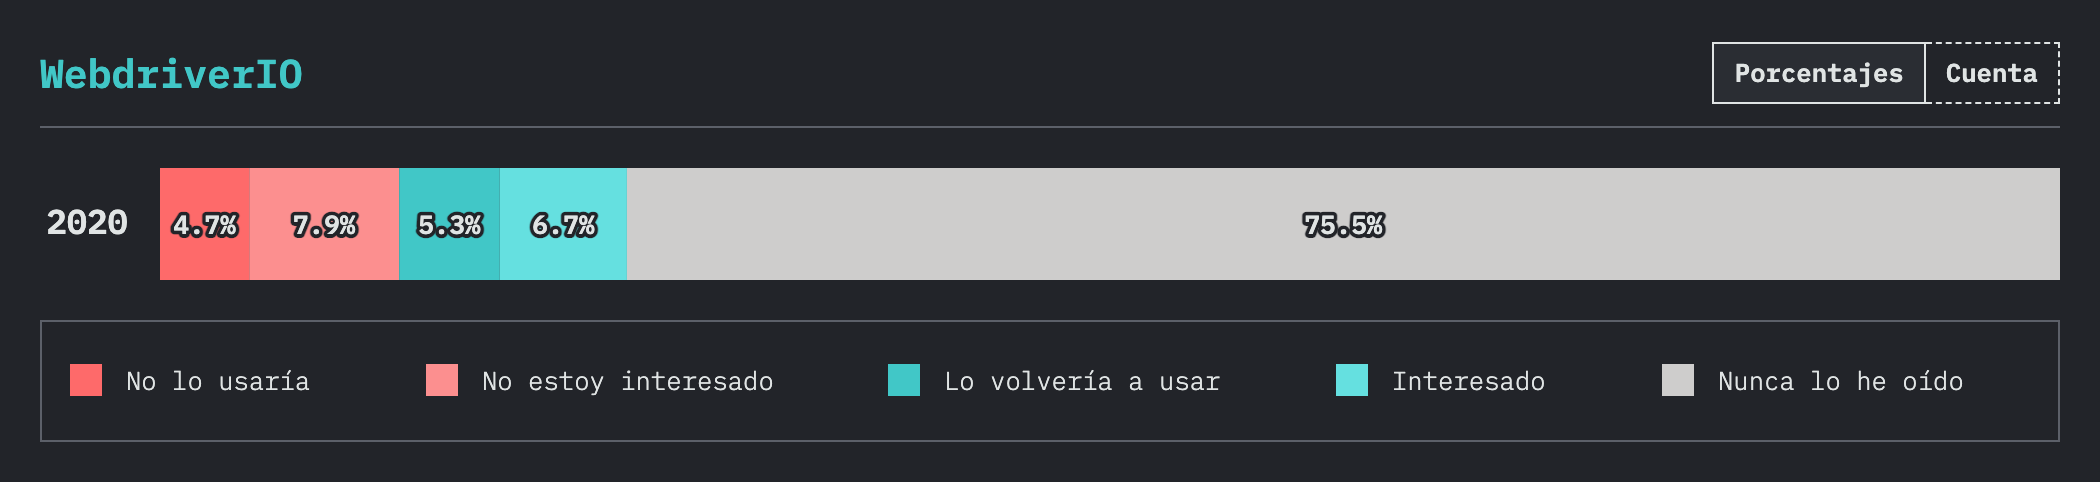 WebdriverIO
Porcentajes Cuenta
2020 4.7% 7.9% 5.3% 6.7% 75.5%
No lo usaría No estoy interesado Lo volvería a usar Interesado Nunca lo he oído